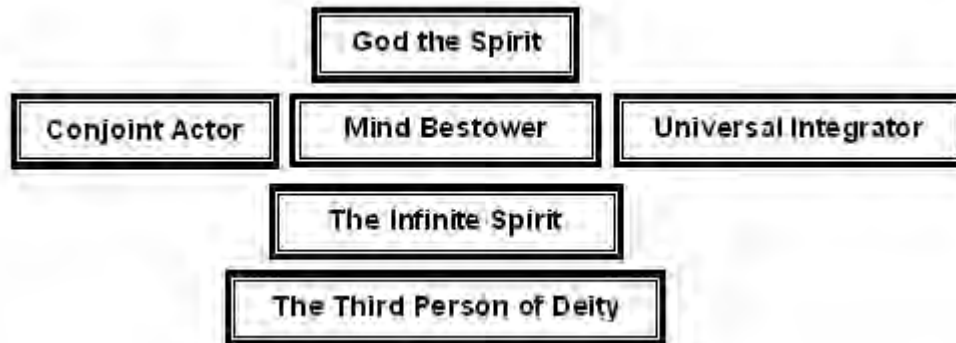 God the Spirit
Conjoint Actor Mind Bestower Universal Integrator
The Infinite Spirit
The Third Person of Deity